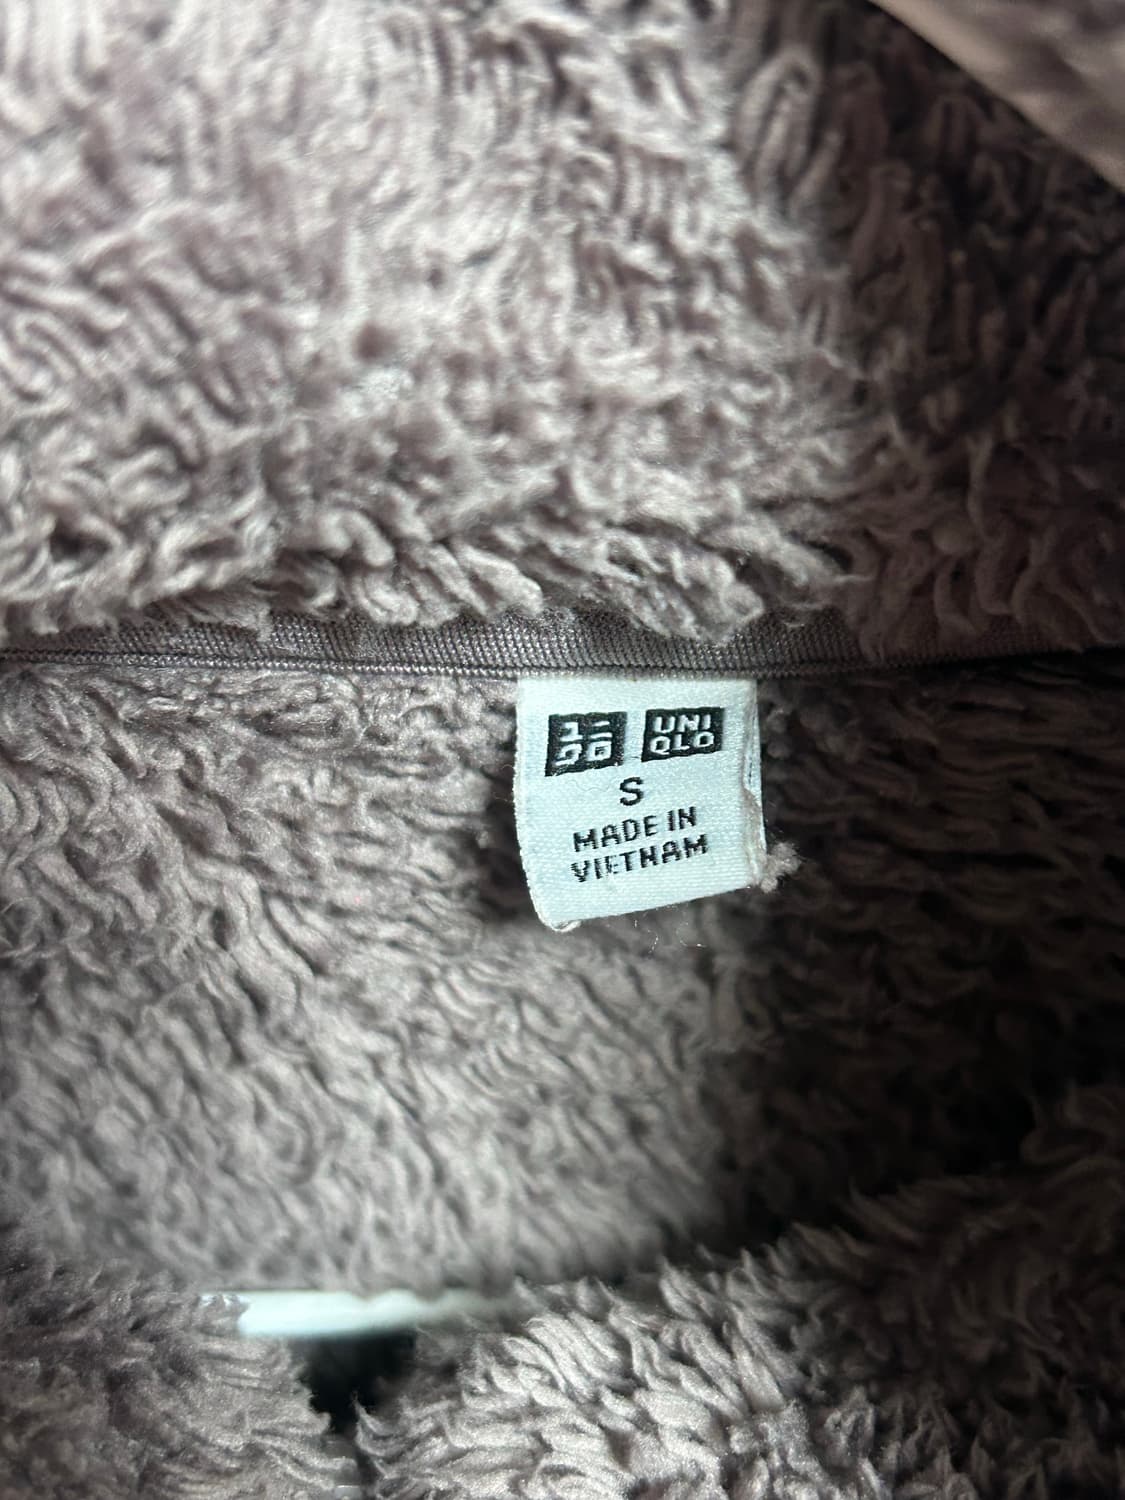 ユニ UNI
クロ QLO
S
MADE IN
VIETNAM